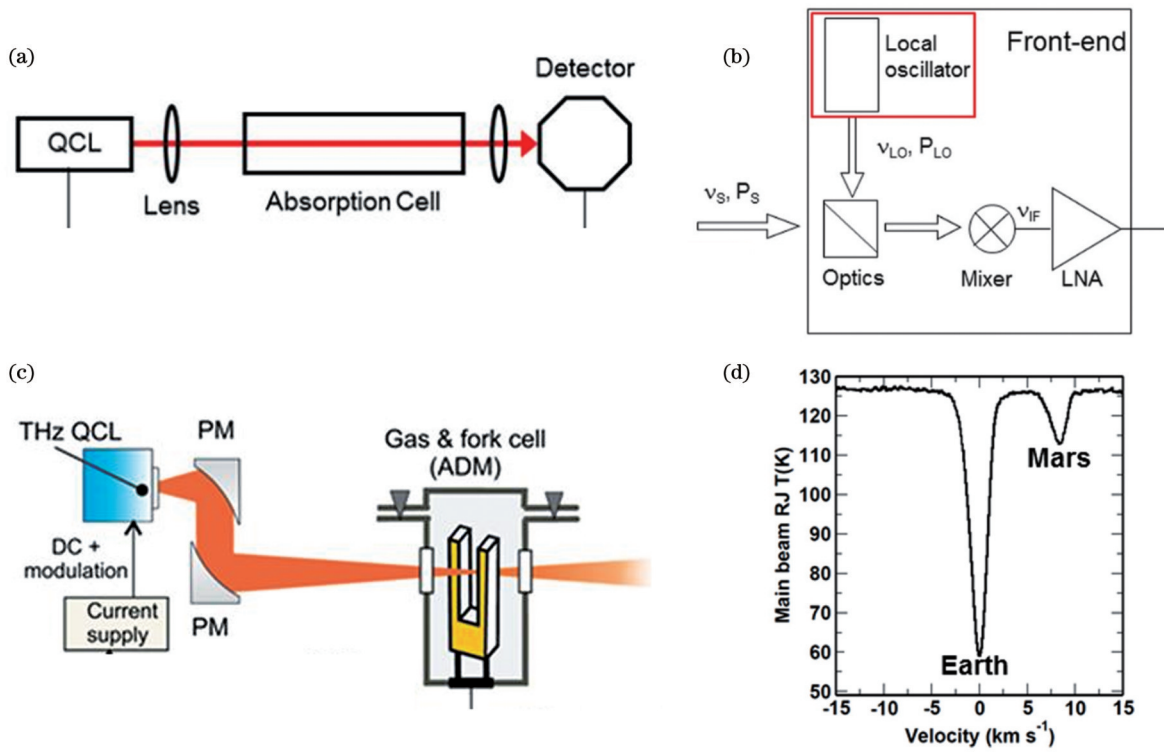 (a)
QCL
Lens
Absorption Cell
Detector
(b)
Local
oscillator
Front-end
νLO, PLO
νS, PS
νIF
Optics
Mixer
LNA
(c)
THz QCL
PM
DC +
modulation
Current
supply
PM
Gas & fork cell
(ADM)
(d)
Main beam RJ T(K)
130
120
110
100
90
80
70
60
50
Earth
Mars
-15
-10
-5
0
5
10
15
Velocity (km s-1)